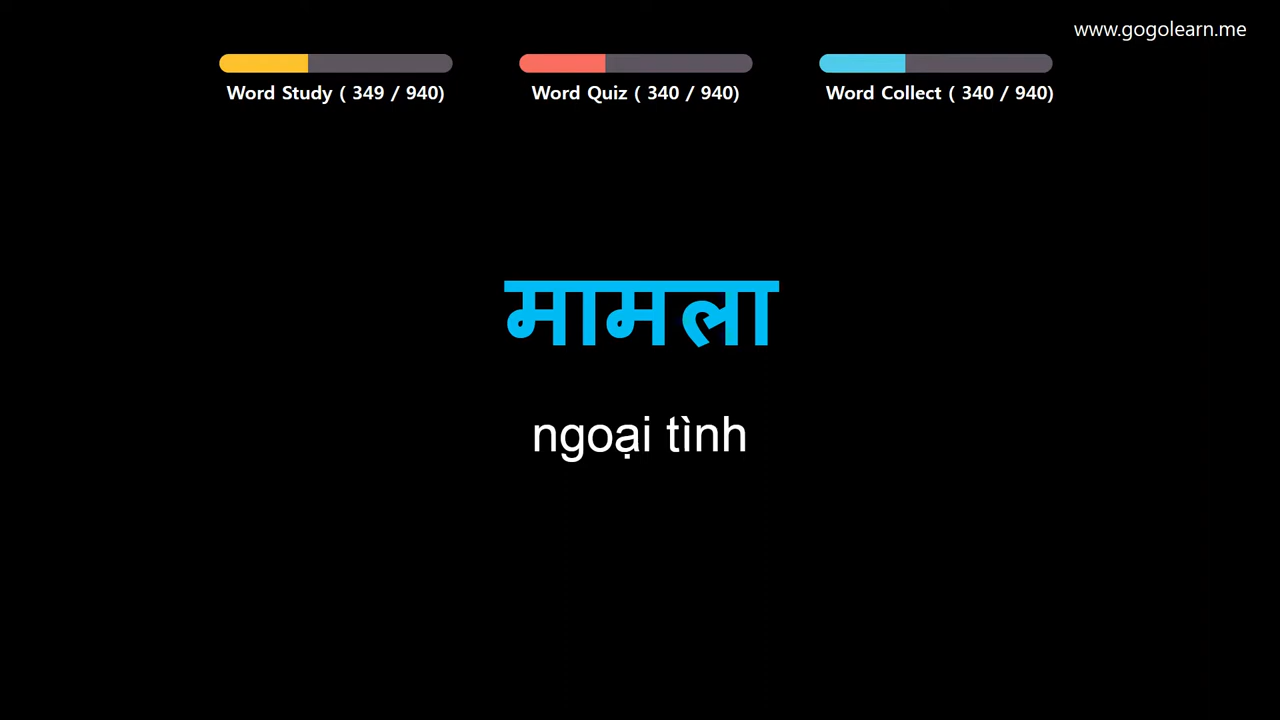 www.gogolearn.me
Word Study ( 349 / 940)
Word Quiz ( 340 / 940)
Word Collect ( 340 / 940)
मामला
ngoại tình